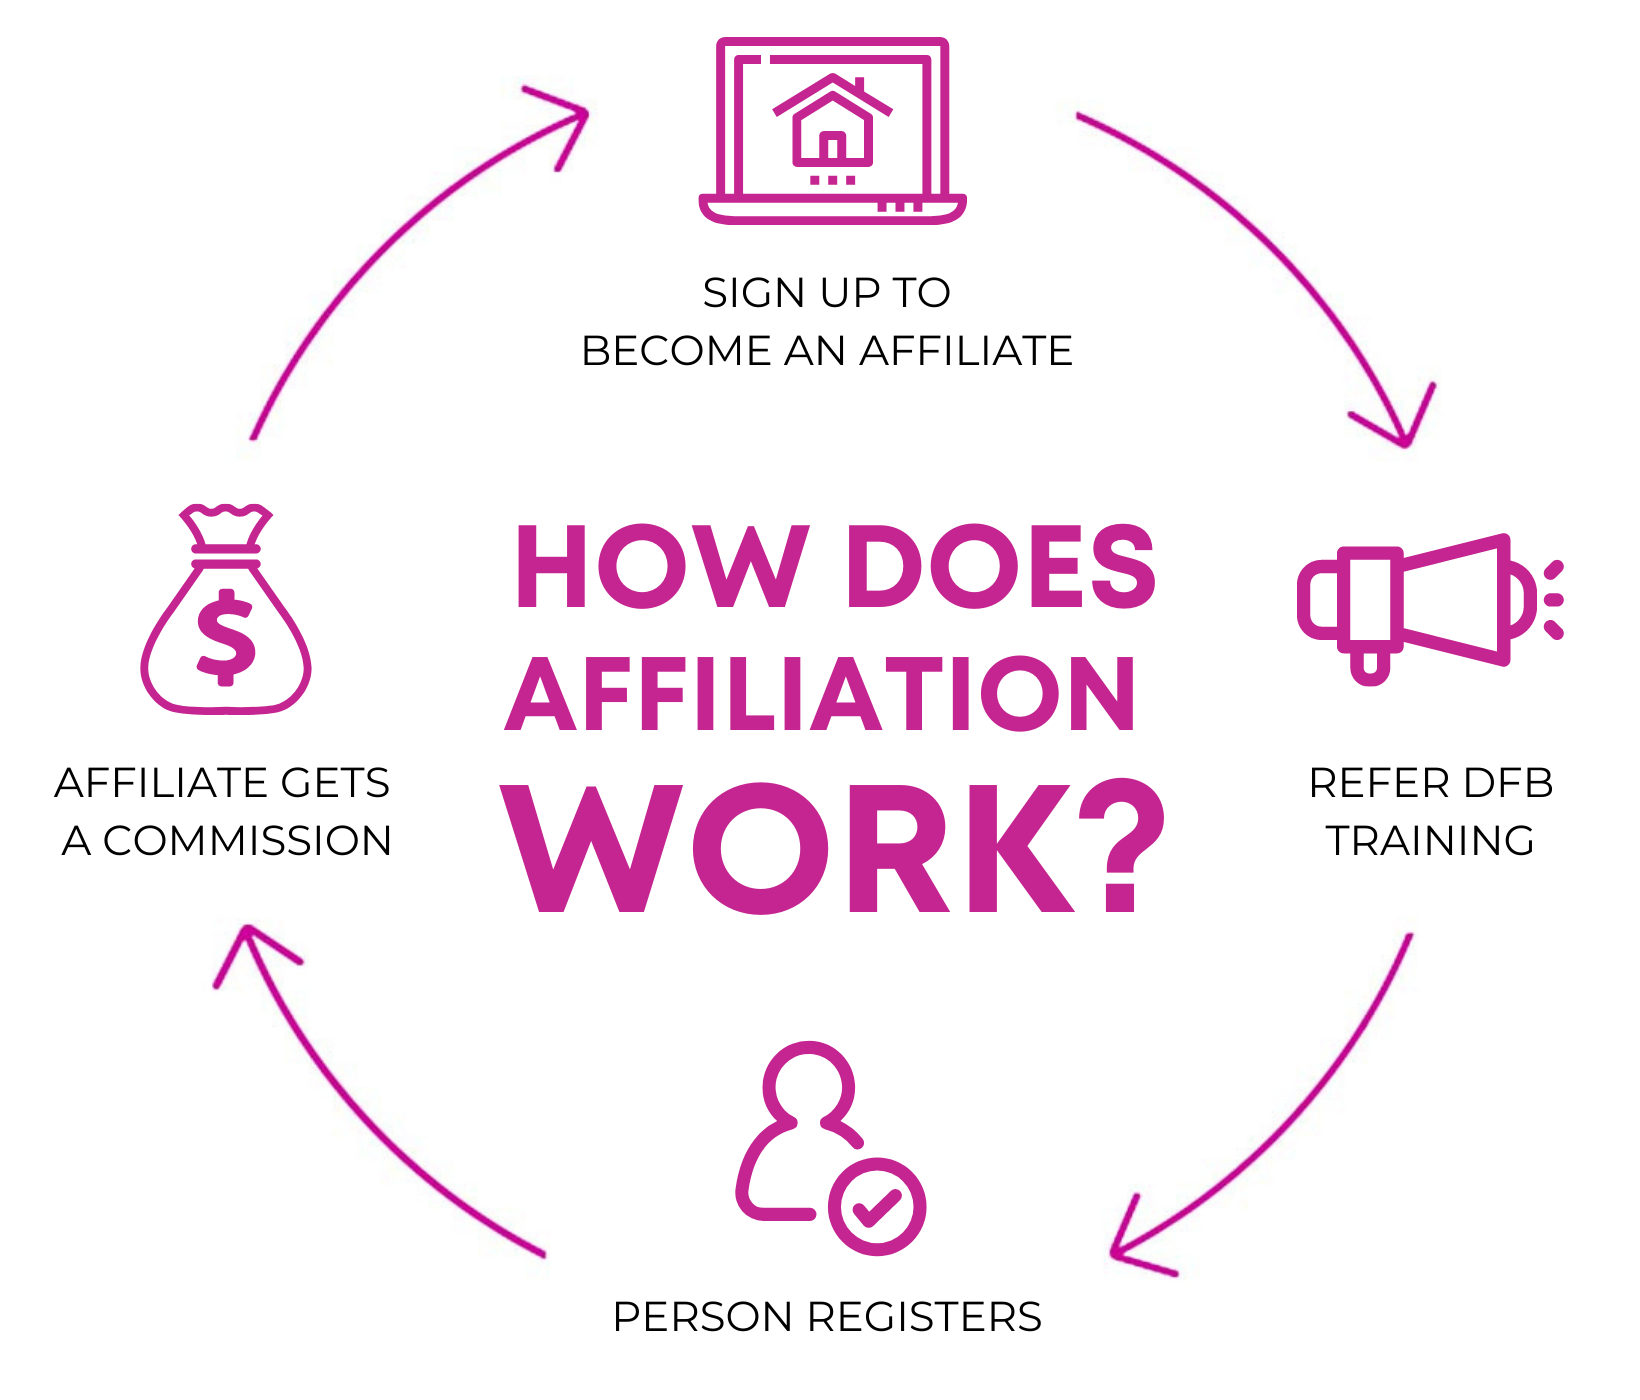 SIGN UP TO
BECOME AN AFFILIATE
HOW DOES
AFFILIATION
WORK?
REFER DFB
TRAINING
PERSON REGISTERS
AFFILIATE GETS
A COMMISSION
$